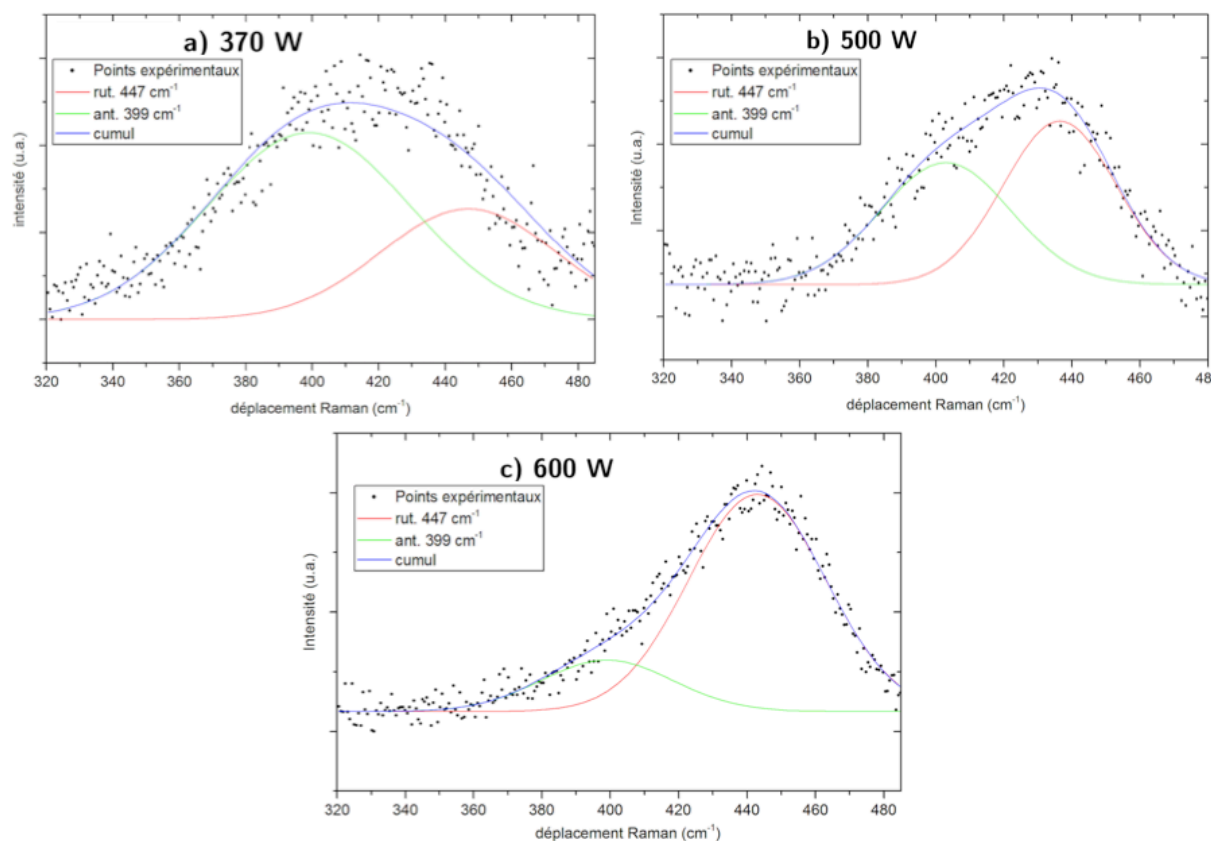 a) 370 W
Points expérimentaux
rut. 447 cm⁻¹
ant. 399 cm⁻¹
cumul
intensité (u.a.)
320 340 360 380 400 420 440 460 480
déplacement Raman (cm⁻¹)
b) 500 W
Points expérimentaux
rut. 447 cm⁻¹
ant. 399 cm⁻¹
cumul
Intensité (u.a.)
320 340 360 380 400 420 440 460 48
déplacement Raman (cm⁻¹)
c) 600 W
Points expérimentaux
rut. 447 cm⁻¹
ant. 399 cm⁻¹
cumul
Intensité (u.a.)
320 340 360 380 400 420 440 460 480
déplacement Raman (cm⁻¹)